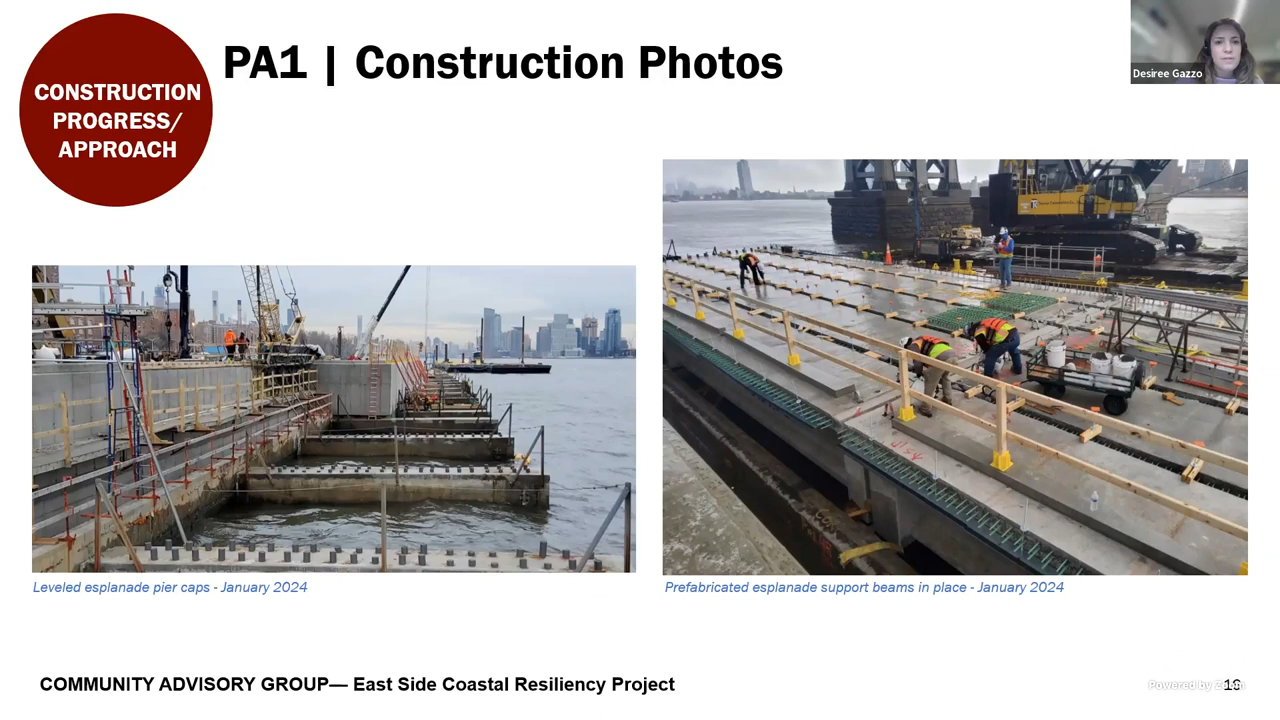 CONSTRUCTION
PROGRESS/
APPROACH
PA1 | Construction Photos
Desiree Gazzo
Leveled esplanade pier caps - January 2024
Prefabricated esplanade support beams in place - January 2024
COMMUNITY ADVISORY GROUP— East Side Coastal Resiliency Project
Powered by Zoom